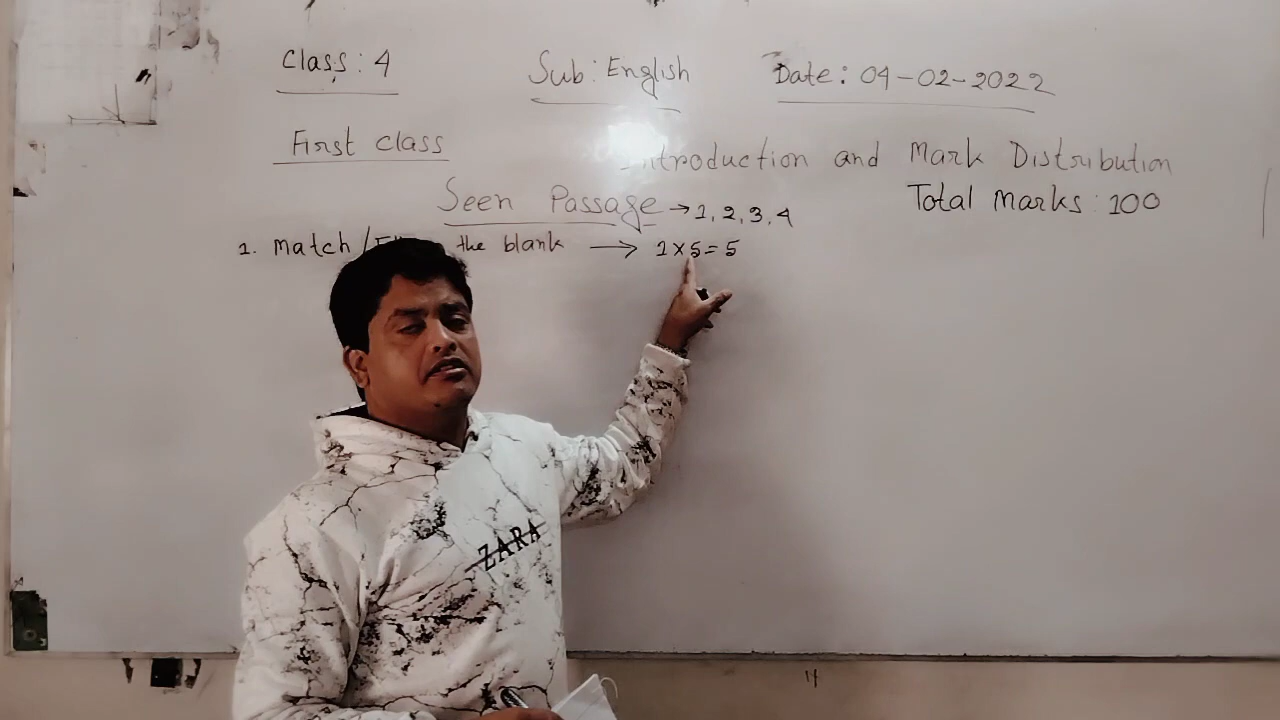 Class: 4 Sub: English Date: 04-02-2022
First class
Introduction and Mark Distribution
Seen Passage → 1, 2, 3, 4 Total Marks: 100
1. Match / the blank → 1×5=5
ZARA